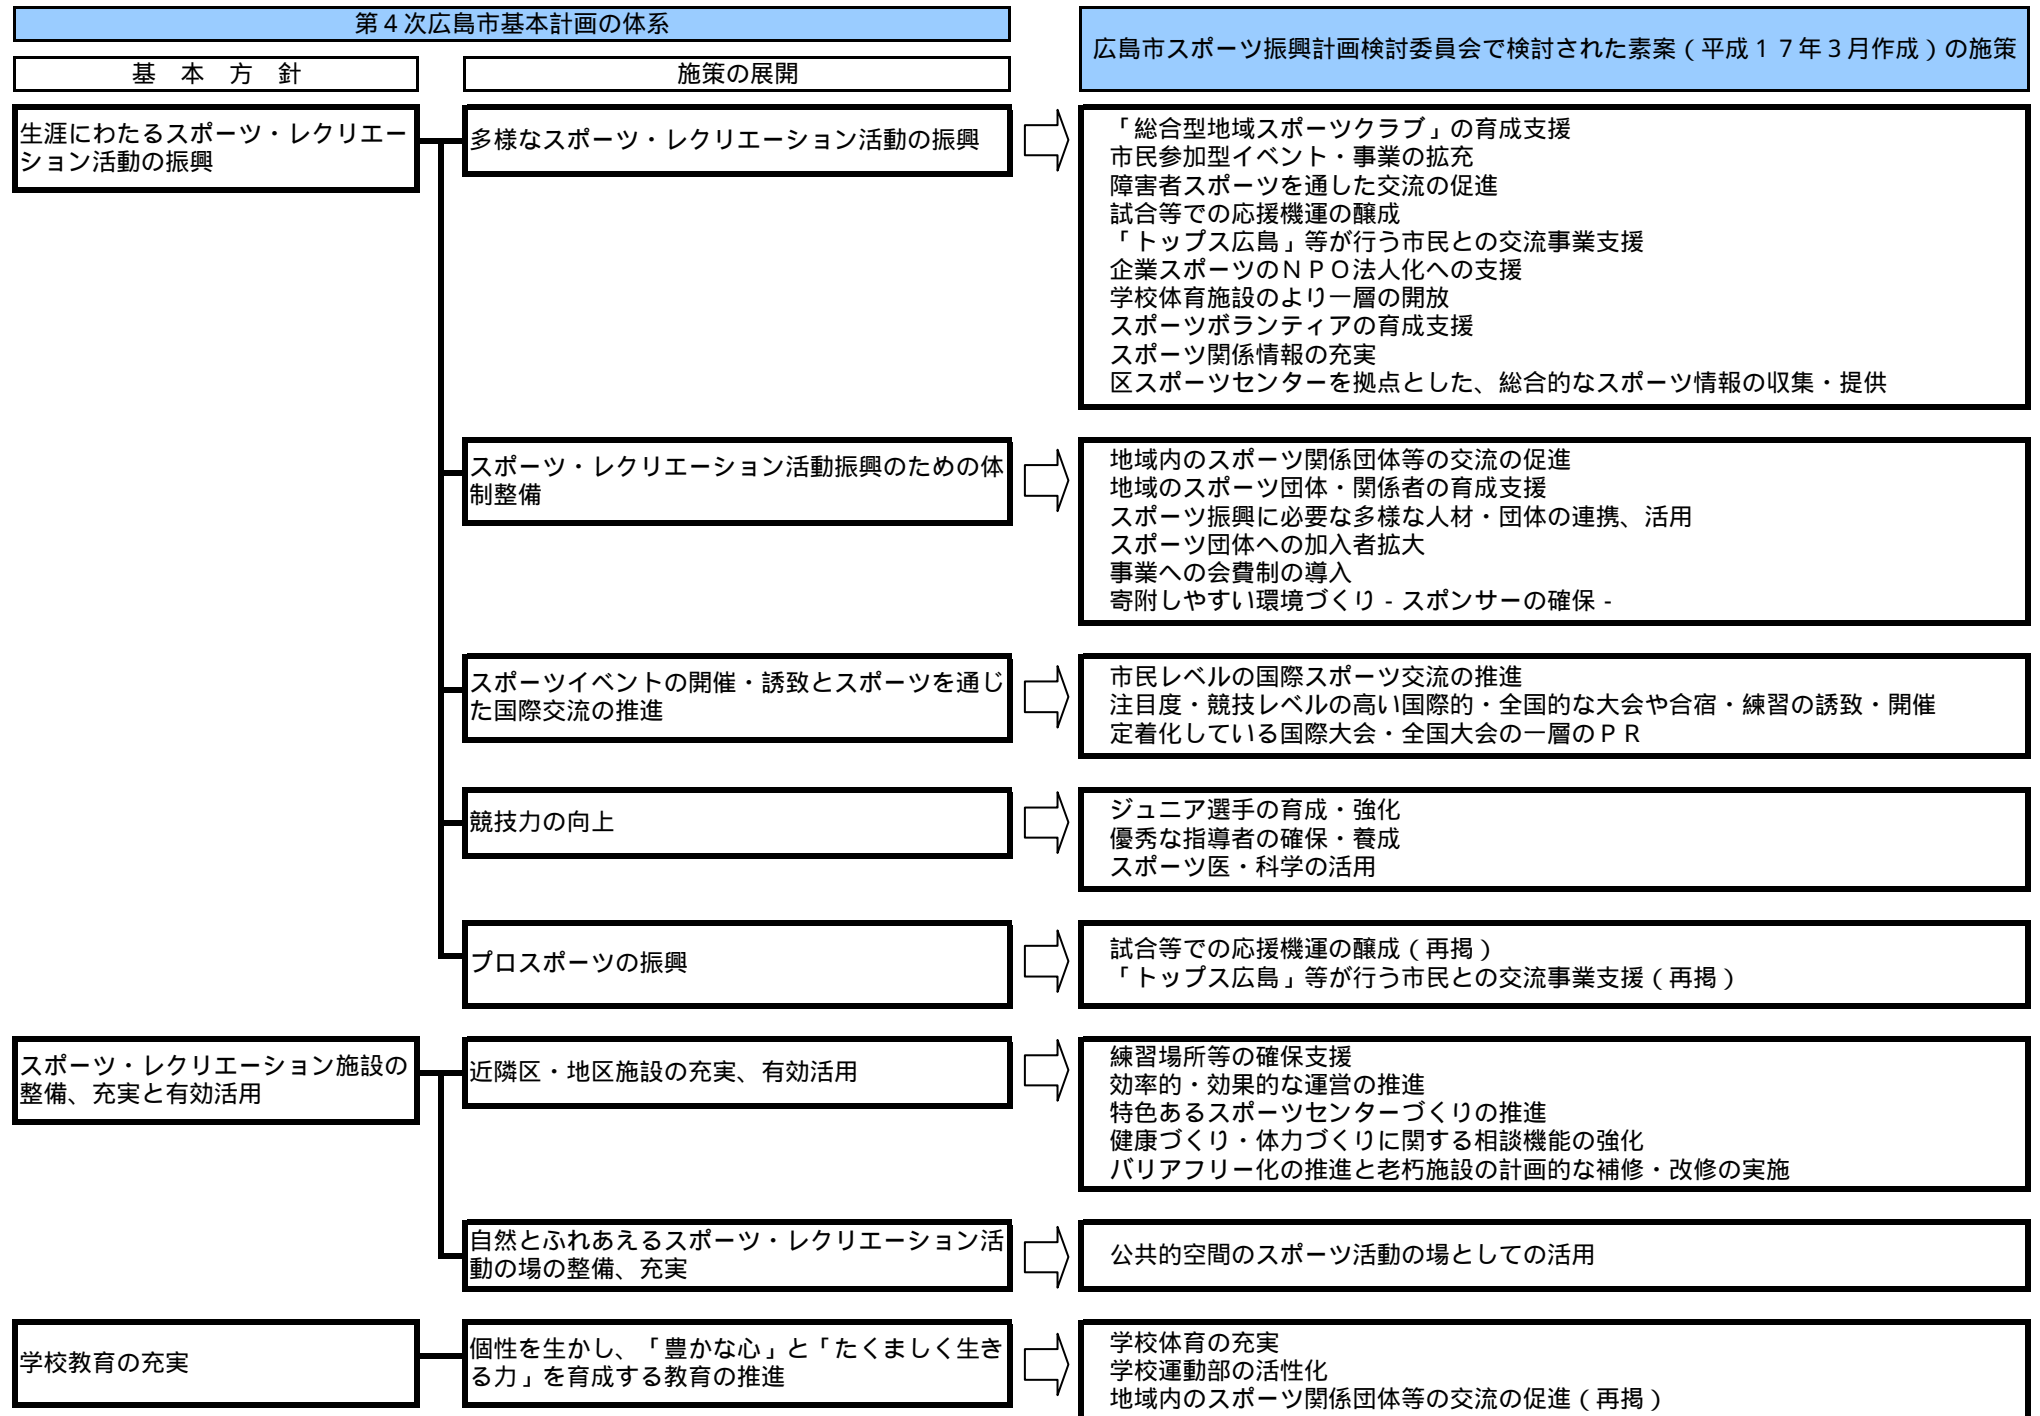 第４次広島市基本計画の体系
広島市スポーツ振興計画検討委員会で検討された素案（平成１７年３月作成）の施策
基　本　方　針
施策の展開
生涯にわたるスポーツ・レクリエー
ション活動の振興
多様なスポーツ・レクリエーション活動の振興
「総合型地域スポーツクラブ」の育成支援
市民参加型イベント・事業の拡充
障害者スポーツを通した交流の促進
試合等での応援機運の醸成
「トップス広島」等が行う市民との交流事業支援
企業スポーツのＮＰＯ法人化への支援
学校体育施設のより一層の開放
スポーツボランティアの育成支援
スポーツ関係情報の充実
区スポーツセンターを拠点とした、総合的なスポーツ情報の収集・提供
スポーツ・レクリエーション活動振興のための体
制整備
地域内のスポーツ関係団体等の交流の促進
地域のスポーツ団体・関係者の育成支援
スポーツ振興に必要な多様な人材・団体の連携、活用
スポーツ団体への加入者拡大
事業への会費制の導入
寄附しやすい環境づくり - スポンサーの確保 -
スポーツイベントの開催・誘致とスポーツを通じ
た国際交流の推進
市民レベルの国際スポーツ交流の推進
注目度・競技レベルの高い国際的・全国的な大会や合宿・練習の誘致・開催
定着化している国際大会・全国大会の一層のＰＲ
競技力の向上
ジュニア選手の育成・強化
優秀な指導者の確保・養成
スポーツ医・科学の活用
プロスポーツの振興
試合等での応援機運の醸成（再掲）
「トップス広島」等が行う市民との交流事業支援（再掲）
スポーツ・レクリエーション施設の
整備、充実と有効活用
近隣区・地区施設の充実、有効活用
練習場所等の確保支援
効率的・効果的な運営の推進
特色あるスポーツセンターづくりの推進
健康づくり・体力づくりに関する相談機能の強化
バリアフリー化の推進と老朽施設の計画的な補修・改修の実施
自然とふれあえるスポーツ・レクリエーション活
動の場の整備、充実
公共的空間のスポーツ活動の場としての活用
学校教育の充実
個性を生かし、「豊かな心」と「たくましく生き
る力」を育成する教育の推進
学校体育の充実
学校運動部の活性化
地域内のスポーツ関係団体等の交流の促進（再掲）